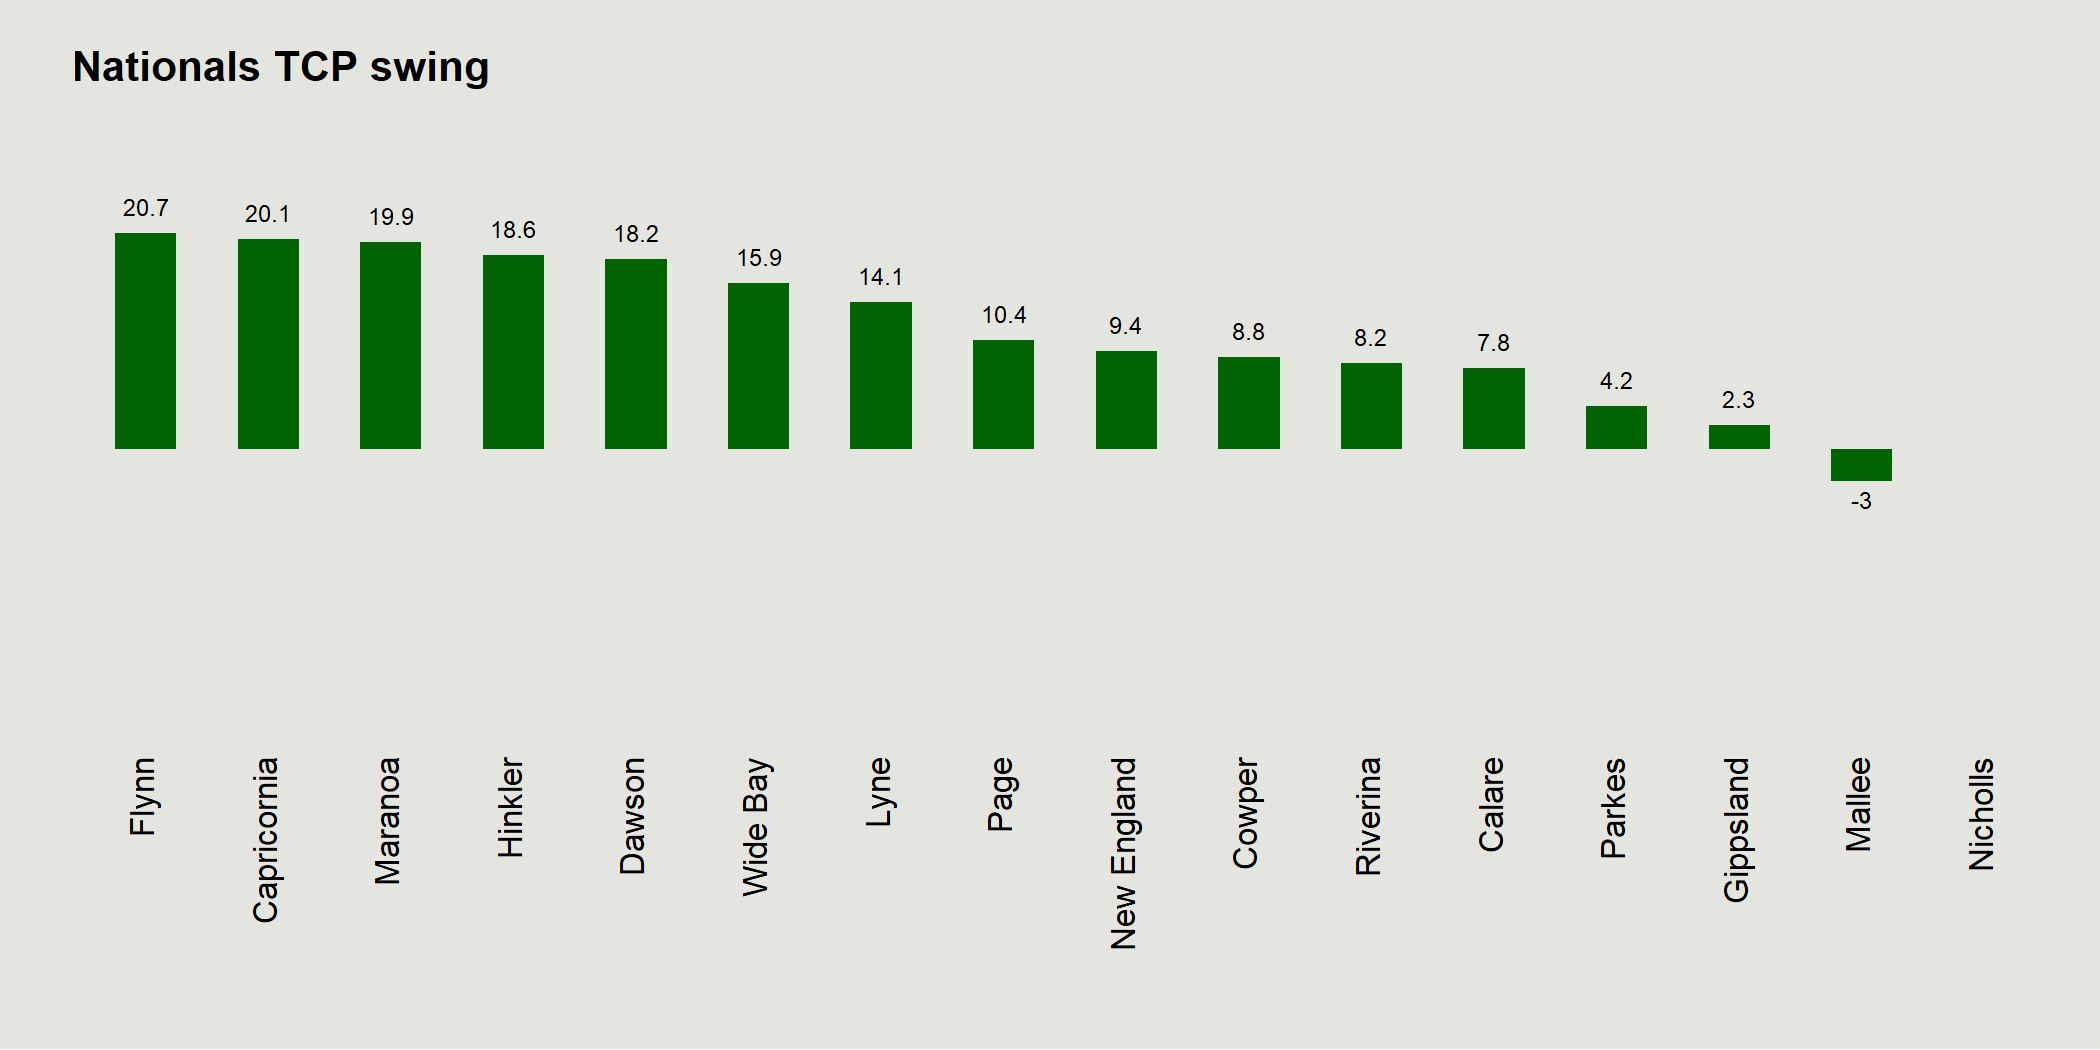 Nationals TCP swing
20.7
20.1
19.9
18.6
18.2
15.9
14.1
10.4
9.4
8.8
8.2
7.8
4.2
2.3
-3
Flynn
Capricornia
Maranoa
Hinkler
Dawson
Wide Bay
Lyne
Page
New England
Cowper
Riverina
Calare
Parkes
Gippsland
Mallee
Nicholls